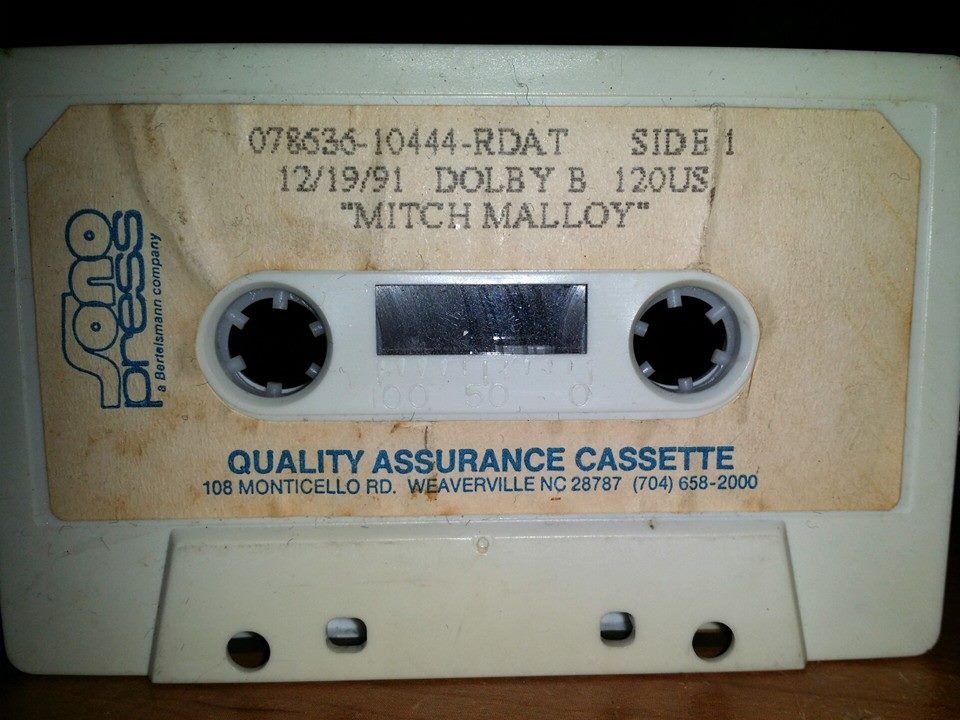 078636-10444-RDAT SIDE 1
12/19/91 DOLBY B 120US
"MITCH MALLOY"
sono
press
a Bertelsmann company
100 50 0
QUALITY ASSURANCE CASSETTE
108 MONTICELLO RD. WEAVERVILLE NC 28787 (704) 658-2000